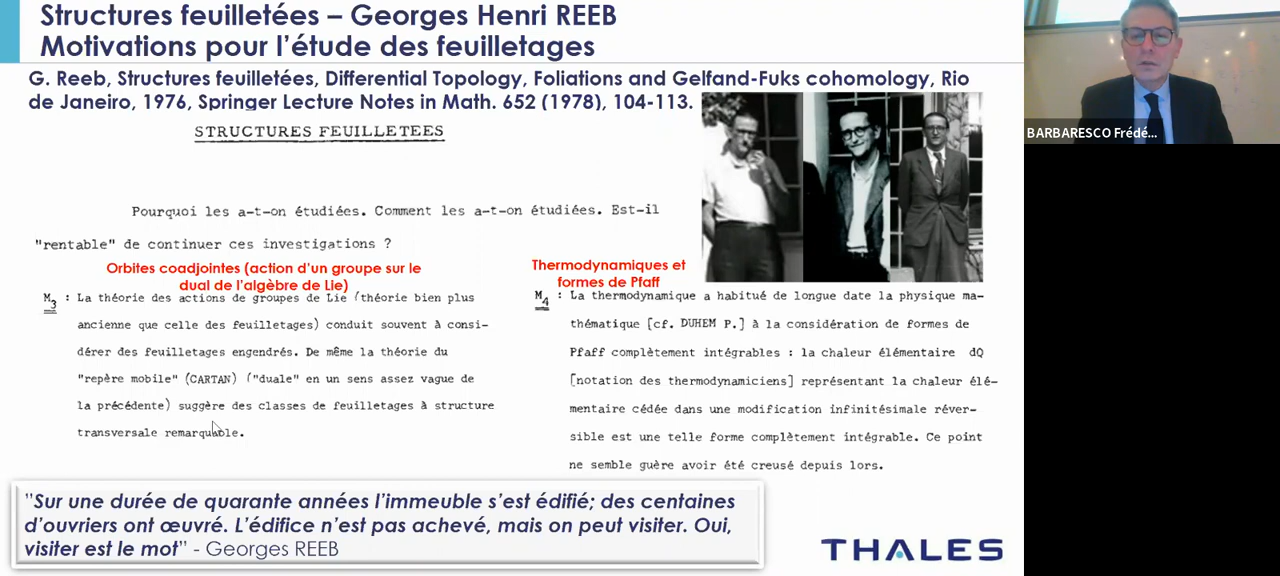 Structures feuilletées – Georges Henri REEB
Motivations pour l'étude des feuilletages
G. Reeb, Structures feuilletées, Differential Topology, Foliations and Gelfand-Fuks cohomology, Rio
de Janeiro, 1976, Springer Lecture Notes in Math. 652 (1978), 104-113.
STRUCTURES FEUILLETEES
Pourquoi les a-t-on étudiées. Comment les a-t-on étudiées. Est-il
"rentable" de continuer ces investigations ?
Orbites coadjointes (action d'un groupe sur le
dual de l'algèbre de Lie)
M3 : La théorie des actions de groupes de Lie (théorie bien plus
ancienne que celle des feuilletages) conduit souvent à consi-
dérer des feuilletages engendrés. De même la théorie du
"repère mobile" (CARTAN) ("duale" en un sens assez vague de
la précédente) suggère des classes de feuilletages à structure
transversale remarquable.
Thermodynamiques et
formes de Pfaff
M4 : La thermodynamique a habitué de longue date la physique ma-
thématique [cf. DUHEM P.] à la considération de formes de
Pfaff complètement intégrables : la chaleur élémentaire dQ
[notation des thermodynamiciens] représentant la chaleur élé-
mentaire cédée dans une modification infinitésimale réver-
sible est une telle forme complètement intégrable. Ce point
ne semble guère avoir été creusé depuis lors.
"Sur une durée de quarante années l'immeuble s'est édifié; des centaines
d'ouvriers ont œuvré. L'édifice n'est pas achevé, mais on peut visiter. Oui,
visiter est le mot" - Georges REEB
THALES
BARBARESCO Frédé...